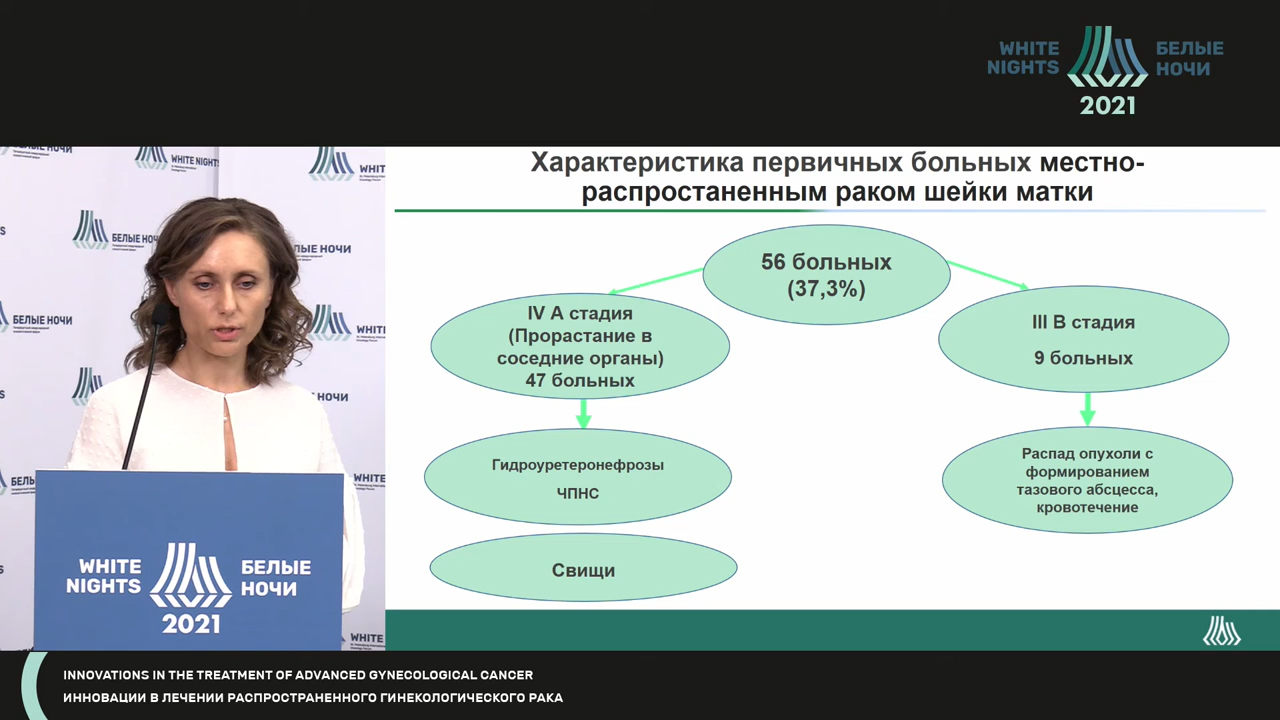 WHITE
NIGHTS
БЕЛЫЕ
НОЧИ
2021
Характеристика первичных больных местно-
распростаненным раком шейки матки
56 больных
(37,3%)
IV А стадия
(Прорастание в
соседние органы)
47 больных
III В стадия
9 больных
Гидроуретеронефрозы
ЧПНС
Распад опухоли с
формированием
тазового абсцесса,
кровотечение
Свищи
WHITE
NIGHTS
БЕЛЫЕ
НОЧИ
2021
INNOVATIONS IN THE TREATMENT OF ADVANCED GYNECOLOGICAL CANCER
ИННОВАЦИИ В ЛЕЧЕНИИ РАСПРОСТРАНЕННОГО ГИНЕКОЛОГИЧЕСКОГО РАКА